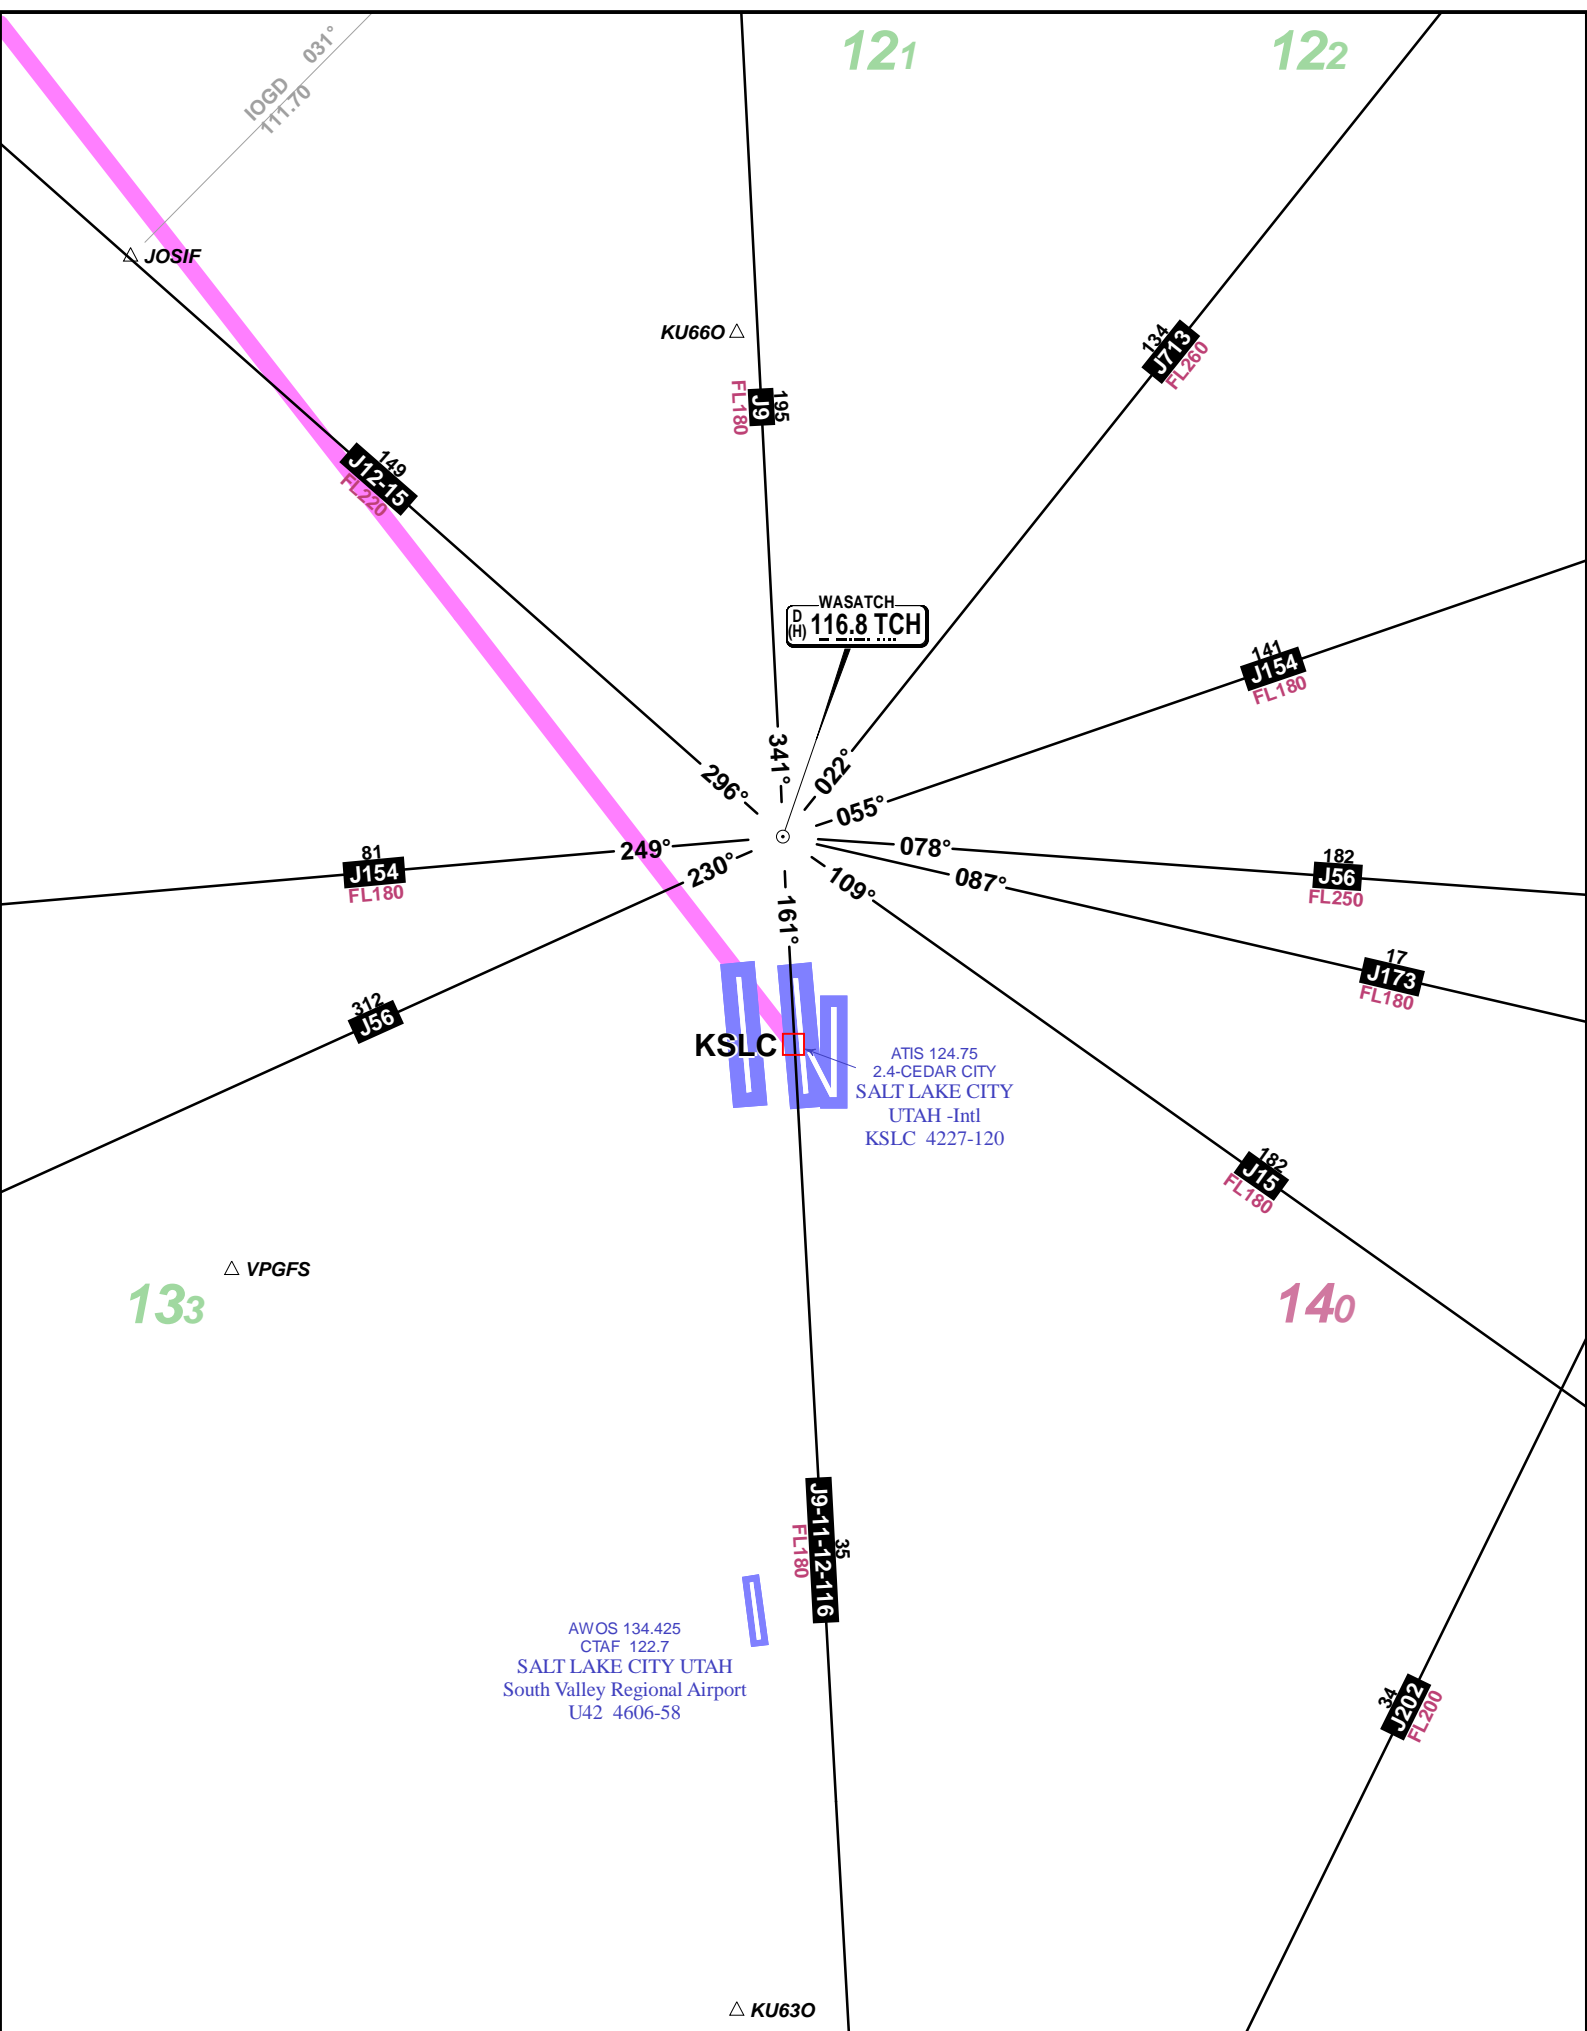 121
122
IOGD 031°
111.70
JOSIF
KU66O
195
J9
FL180
134
J713
FL260
149
J12-15
FL220
WASATCH
D
(H) 116.8 TCH
141
J154
FL180
341°
022°
296°
055°
249°
230°
078°
087°
109°
161°
81
J154
FL180
182
J56
FL250
17
J173
FL180
312
J56
KSLC
ATIS 124.75
2.4-CEDAR CITY
SALT LAKE CITY
UTAH -Intl
KSLC 4227-120
182
J15
FL180
VPGFS
133
140
35
J9-11-12-116
FL180
AWOS 134.425
CTAF 122.7
SALT LAKE CITY UTAH
South Valley Regional Airport
U42 4606-58
34
J202
FL200
KU63O